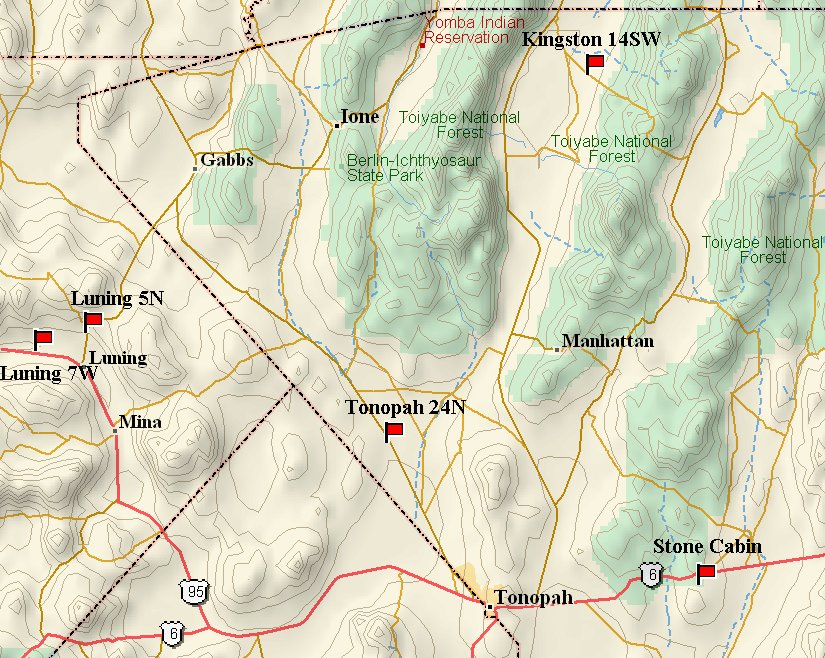 Yomba Indian
Reservation
Kingston 14SW
Ione
Toiyabe National
Forest
Toiyabe National
Forest
Gabbs
Berlin-Ichthyosaur
State Park
Toiyabe National
Forest
Luning 5N
Luning
Manhattan
Luning 7W
Tonopah 24N
Mina
Stone Cabin
6
95
Tonopah
6